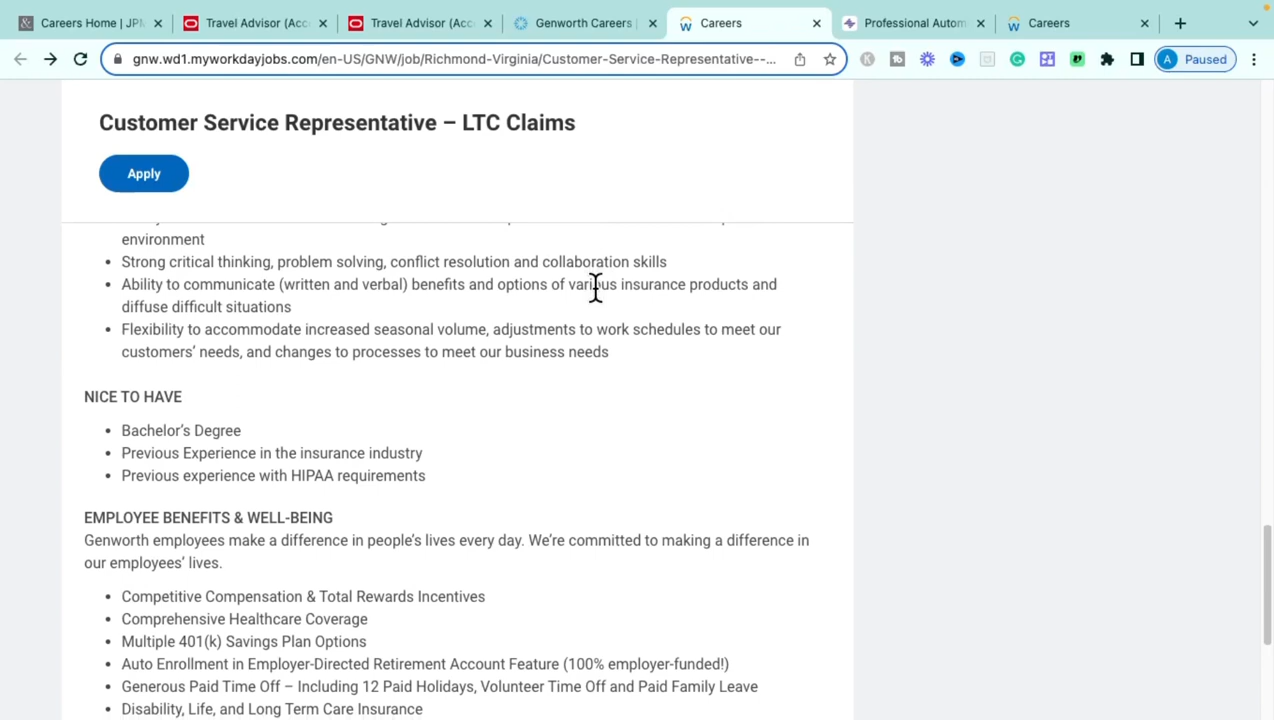 Careers Home | JPM
Travel Advisor (Acc
Travel Advisor (Acc
Genworth Careers |
Careers
Professional Autom
Careers
gnw.wd1.myworkdayjobs.com/en-US/GNW/job/Richmond-Virginia/Customer-Service-Representative--...
A Paused
Customer Service Representative – LTC Claims
Apply
environment
• Strong critical thinking, problem solving, conflict resolution and collaboration skills
• Ability to communicate (written and verbal) benefits and options of various insurance products and
diffuse difficult situations
• Flexibility to accommodate increased seasonal volume, adjustments to work schedules to meet our
customers’ needs, and changes to processes to meet our business needs
NICE TO HAVE
• Bachelor’s Degree
• Previous Experience in the insurance industry
• Previous experience with HIPAA requirements
EMPLOYEE BENEFITS & WELL-BEING
Genworth employees make a difference in people’s lives every day. We’re committed to making a difference in
our employees’ lives.
• Competitive Compensation & Total Rewards Incentives
• Comprehensive Healthcare Coverage
• Multiple 401(k) Savings Plan Options
• Auto Enrollment in Employer-Directed Retirement Account Feature (100% employer-funded!)
• Generous Paid Time Off – Including 12 Paid Holidays, Volunteer Time Off and Paid Family Leave
• Disability, Life, and Long Term Care Insurance